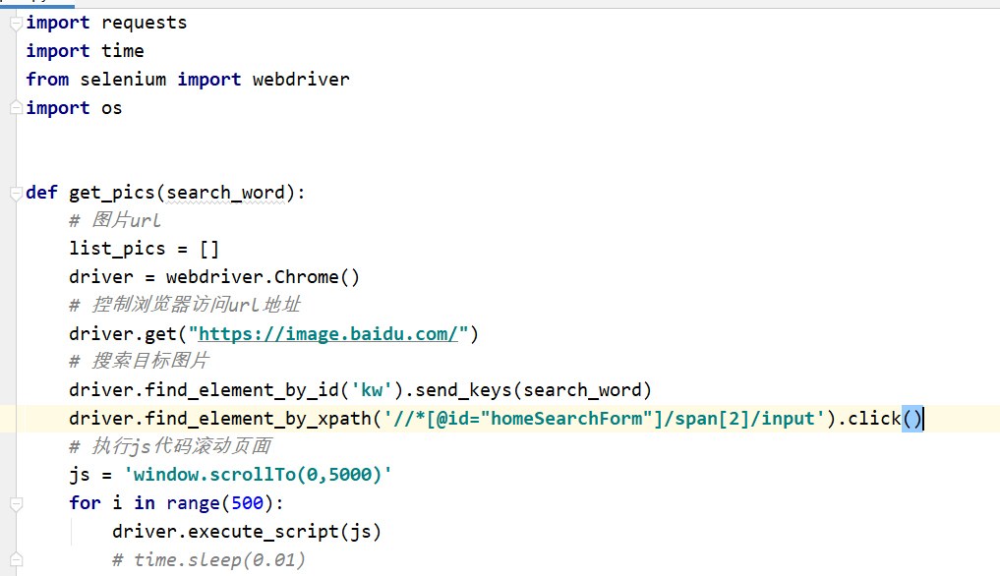 import requests
import time
from selenium import webdriver
import os
def get_pics(search_word):
# 图片url
list_pics = []
driver = webdriver.Chrome()
# 控制浏览器访问url地址
driver.get("https://image.baidu.com/")
# 搜索目标图片
driver.find_element_by_id('kw').send_keys(search_word)
driver.find_element_by_xpath('//*[@id="homeSearchForm"]/span[2]/input').click()
# 执行js代码滚动页面
js = 'window.scrollTo(0,5000)'
for i in range(500):
driver.execute_script(js)
# time.sleep(0.01)